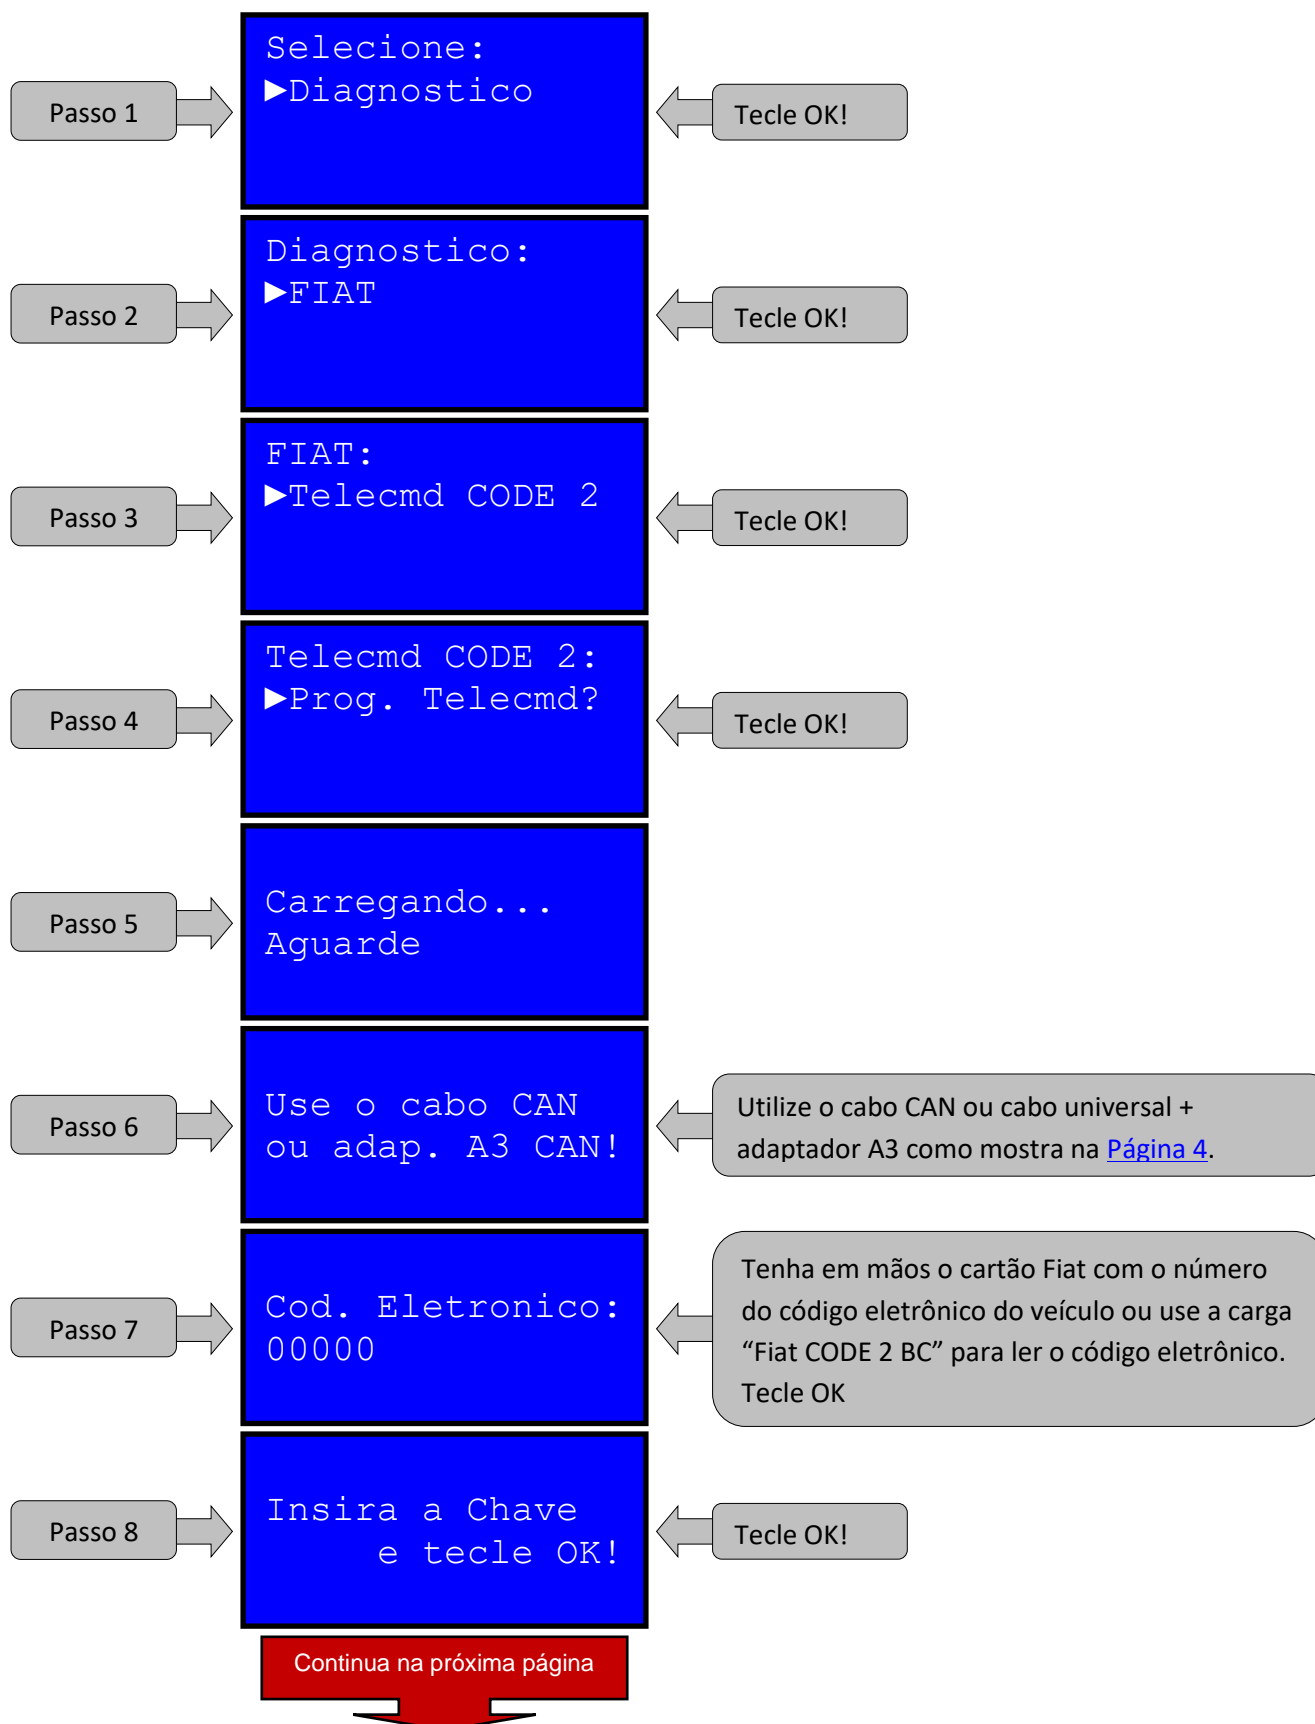 Selecione:
►Diagnostico
Passo 1
Tecle OK!
Diagnostico:
►FIAT
Passo 2
Tecle OK!
FIAT:
►Telecmd CODE 2
Passo 3
Tecle OK!
Telecmd CODE 2:
►Prog. Telecmd?
Passo 4
Tecle OK!
Carregando...
Aguarde
Passo 5
Use o cabo CAN
ou adap. A3 CAN!
Passo 6
Utilize o cabo CAN ou cabo universal +
adaptador A3 como mostra na Página 4.
Cod. Eletronico:
00000
Passo 7
Tenha em mãos o cartão Fiat com o número
do código eletrônico do veículo ou use a carga
“Fiat CODE 2 BC” para ler o código eletrônico.
Tecle OK
Insira a Chave
e tecle OK!
Passo 8
Tecle OK!
Continua na próxima página